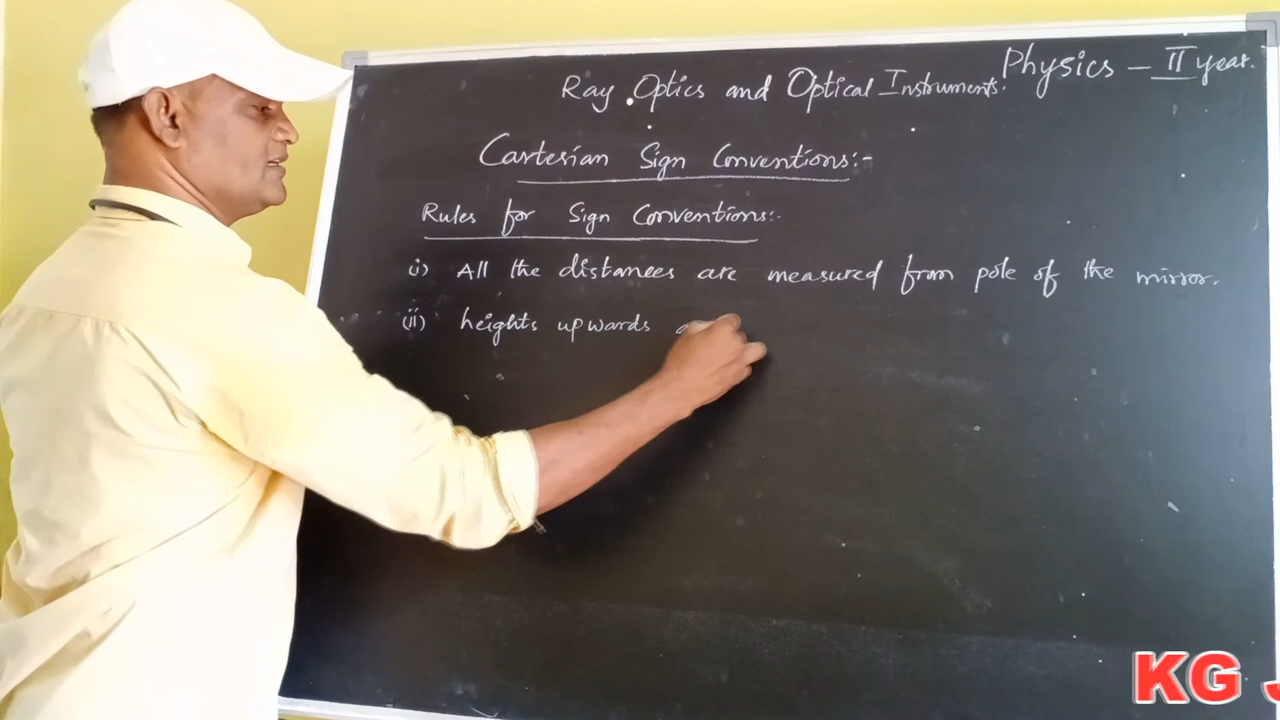 Physics - II year.
Ray Optics and Optical Instruments.
Cartesian Sign Conventions:-
Rules for Sign Conventions:-
(i) All the distances are measured from pole of the mirror.
(ii) heights upwards
KG